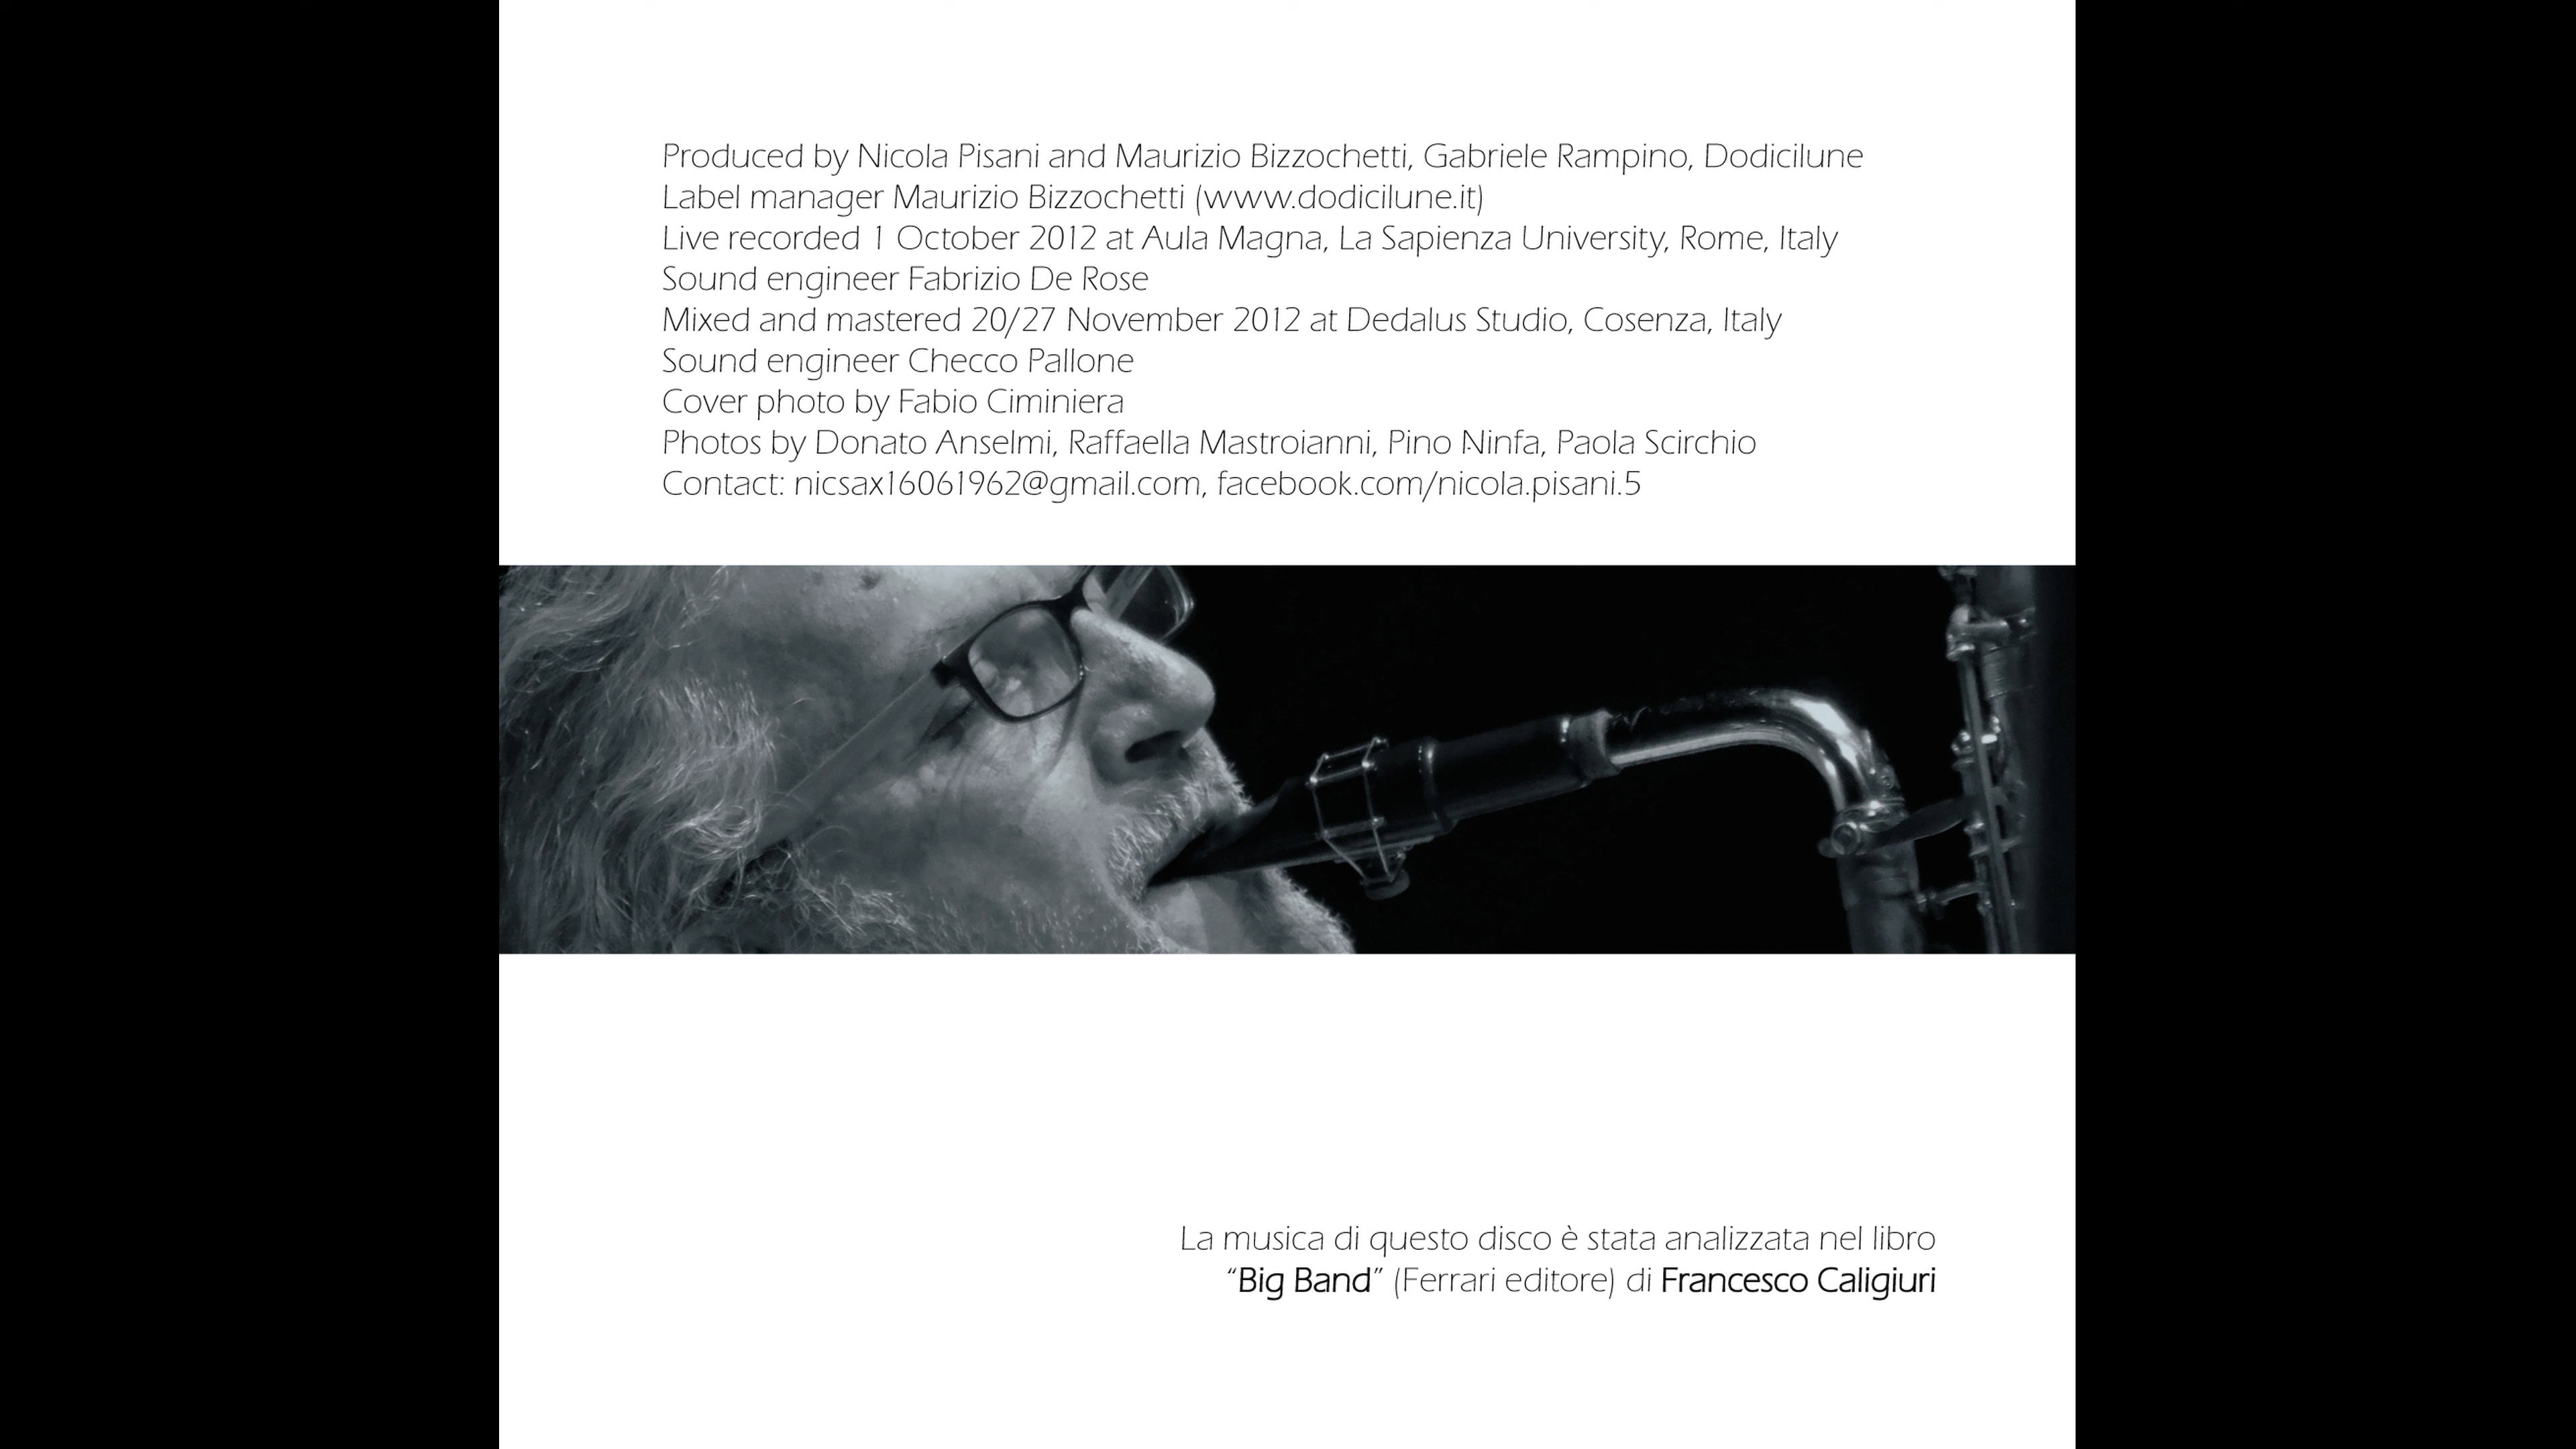 Produced by Nicola Pisani and Maurizio Bizzochetti, Gabriele Rampino, Dodicilune
Label manager Maurizio Bizzochetti (www.dodicilune.it)
Live recorded 1 October 2012 at Aula Magna, La Sapienza University, Rome, Italy
Sound engineer Fabrizio De Rose
Mixed and mastered 20/27 November 2012 at Dedalus Studio, Cosenza, Italy
Sound engineer Checco Pallone
Cover photo by Fabio Ciminiera
Photos by Donato Anselmi, Raffaella Mastroianni, Pino Ninfa, Paola Scirchio
Contact: nicsax16061962@gmail.com, facebook.com/nicola.pisani.5
La musica di questo disco è stata analizzata nel libro
“Big Band” (Ferrari editore) di Francesco Caligiuri